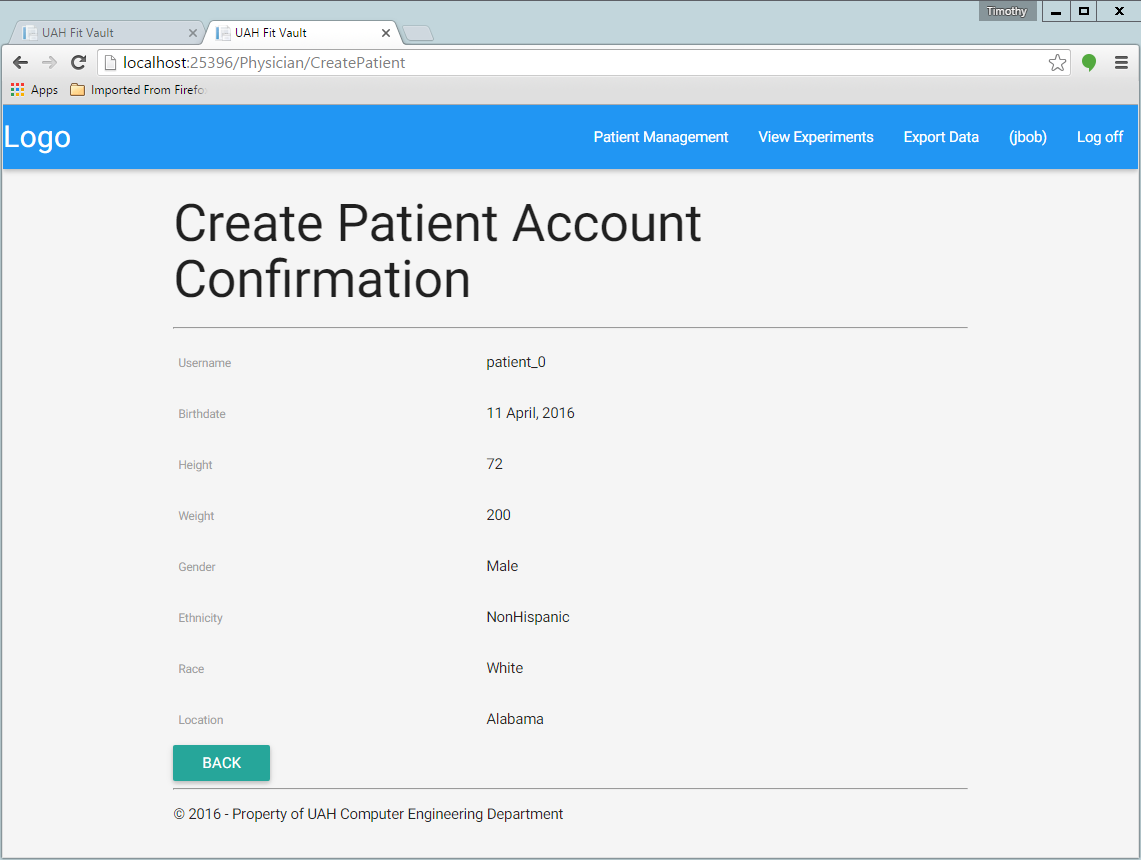 Timothy
UAH Fit Vault
UAH Fit Vault
localhost:25396/Physician/CreatePatient
Apps
Imported From Firefo
Logo
Patient Management
View Experiments
Export Data
(jbob)
Log off
Create Patient Account
Confirmation
Username
patient_0
Birthdate
11 April, 2016
Height
72
Weight
200
Gender
Male
Ethnicity
NonHispanic
Race
White
Location
Alabama
BACK
© 2016 - Property of UAH Computer Engineering Department